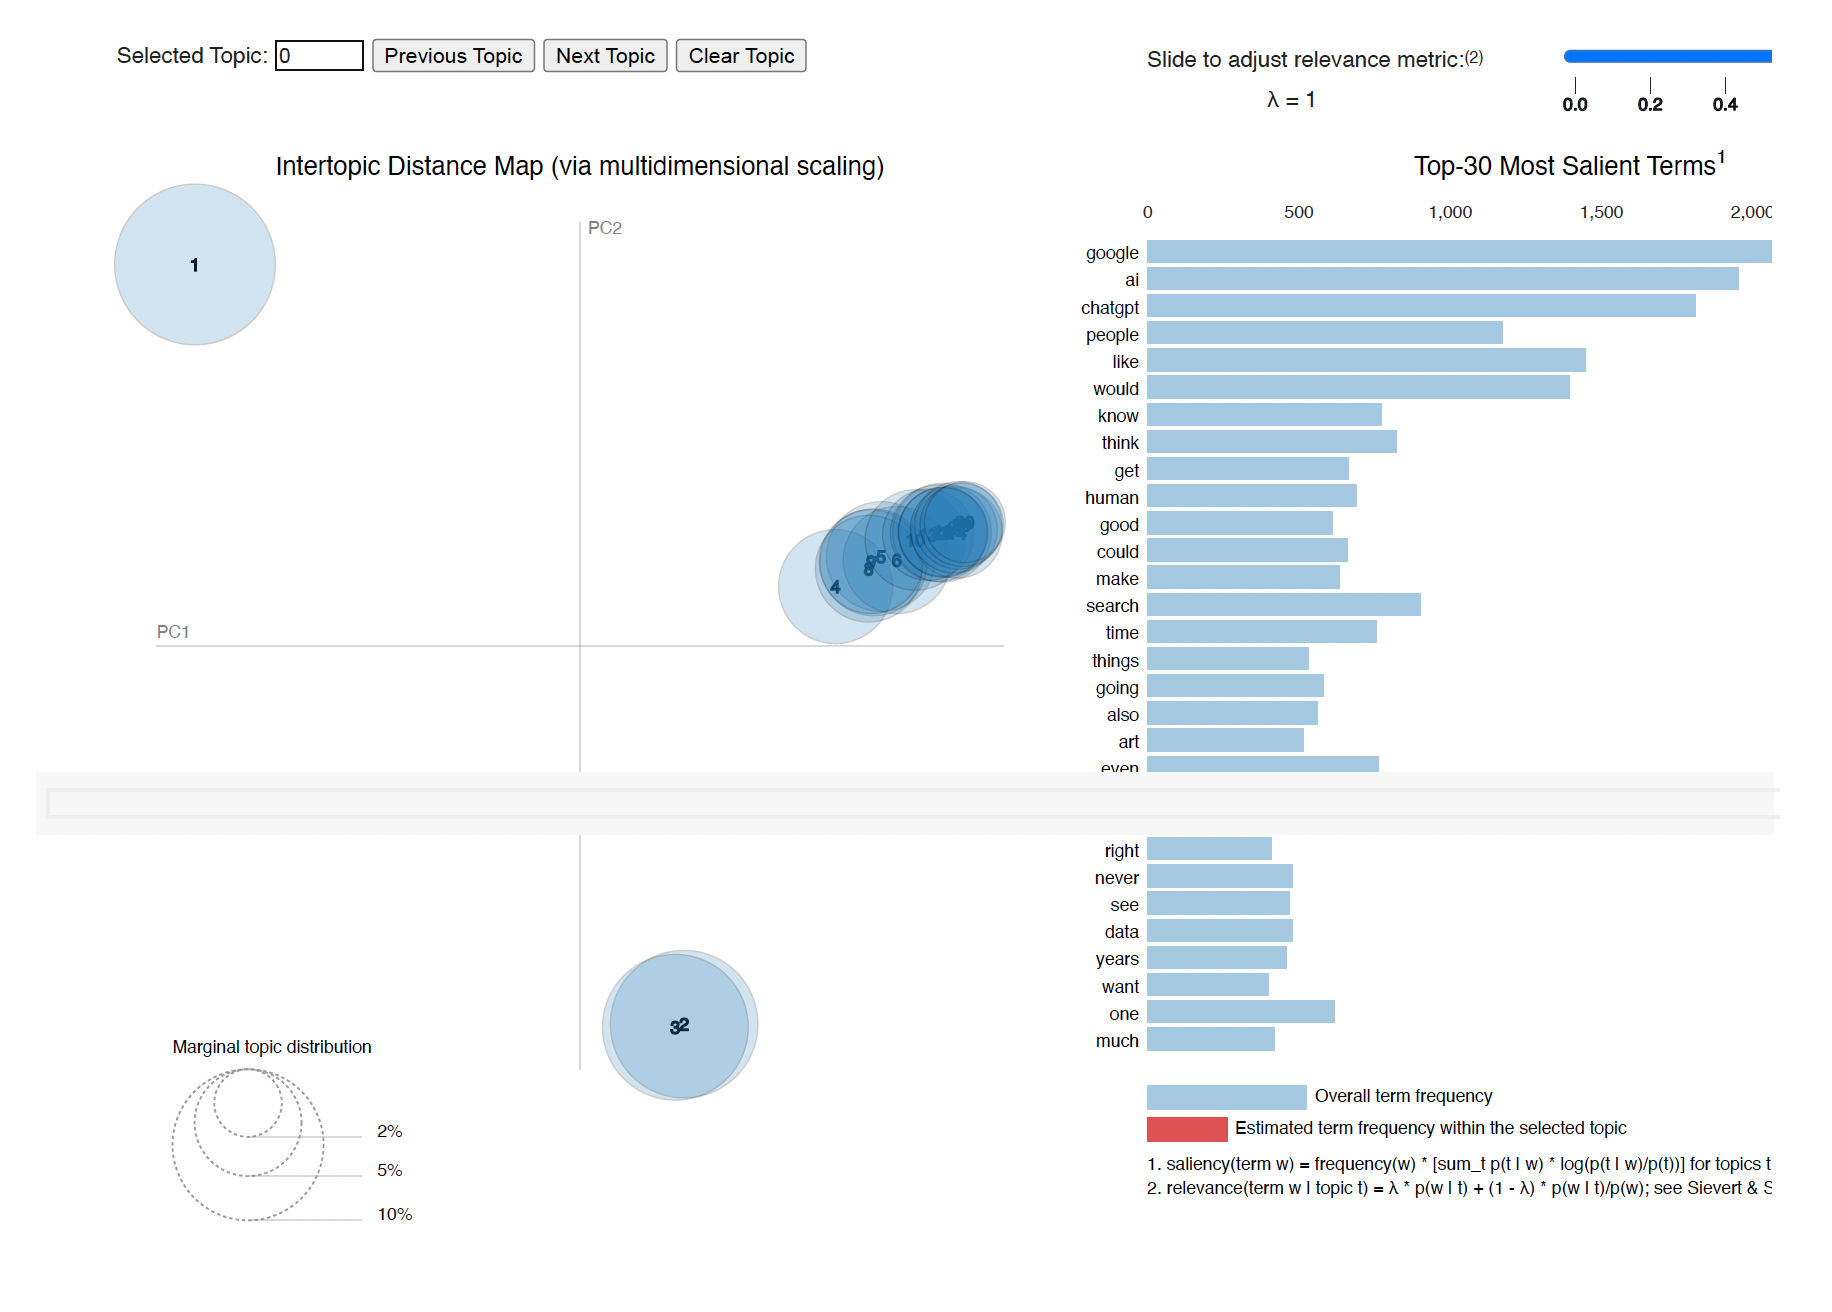 Selected Topic: 0 Previous Topic Next Topic Clear Topic
Slide to adjust relevance metric:(2)
λ = 1
0.0 0.2 0.4
Intertopic Distance Map (via multidimensional scaling)
PC2
PC1
1
4
5
6
8
10
3 2
Marginal topic distribution
2%
5%
10%
Top-30 Most Salient Terms1
0 500 1,000 1,500 2,000
google
ai
chatgpt
people
like
would
know
think
get
human
good
could
make
search
time
things
going
also
art
even
right
never
see
data
years
want
one
much
Overall term frequency
Estimated term frequency within the selected topic
1. saliency(term w) = frequency(w) * [sum_t p(t | w) * log(p(t | w)/p(t))] for topics t
2. relevance(term w | topic t) = λ * p(w | t) + (1 - λ) * p(w | t)/p(w); see Sievert & S